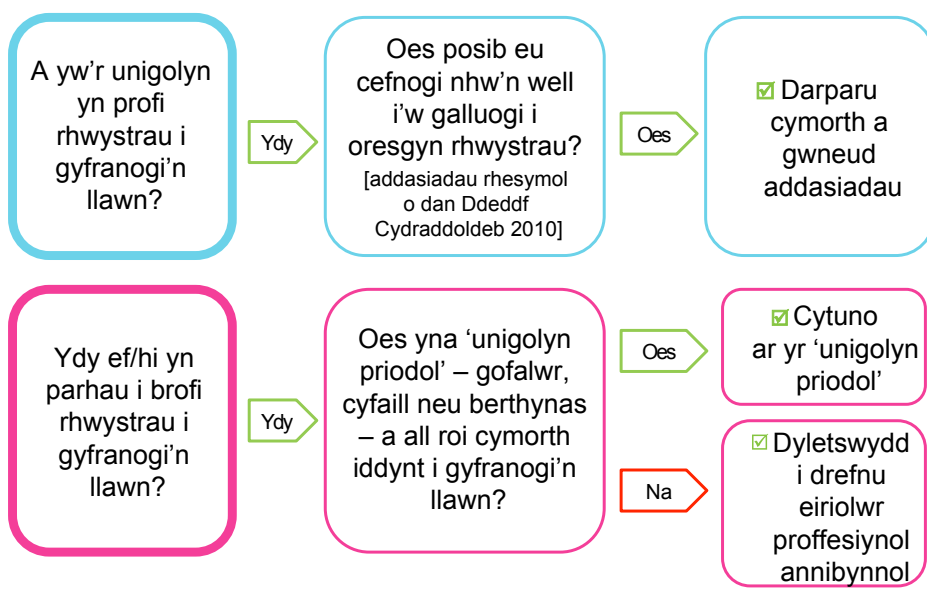 A yw'r unigolyn
yn profi
rhwystrau i
gyfranogi'n
llawn?
Ydy
Oes posib eu
cefnogi nhw'n well
i'w galluogi i
oresgyn rhwystrau?
[addasiadau rhesymol
o dan Ddeddf
Cydraddoldeb 2010]
Oes
☑ Darparu
cymorth a
gwneud
addasiadau
Ydy ef/hi yn
parhau i brofi
rhwystrau i
gyfranogi'n
llawn?
Ydy
Oes yna ‘unigolyn
priodol’ – gofalwr,
cyfaill neu berthynas
– a all roi cymorth
iddynt i gyfranogi’n
llawn?
Oes
☑ Cytuno
ar yr ‘unigolyn
priodol’
Na
☑ Dyletswydd
i drefnu
eiriolwr
proffesiynol
annibynnol